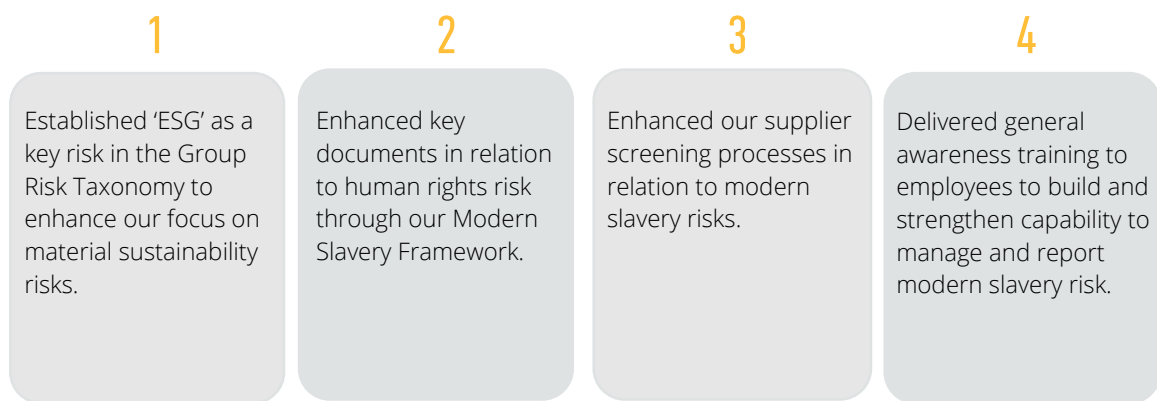 1
Established ‘ESG’ as a
key risk in the Group
Risk Taxonomy to
enhance our focus on
material sustainability
risks.
2
Enhanced key
documents in relation
to human rights risk
through our Modern
Slavery Framework.
3
Enhanced our supplier
screening processes in
relation to modern
slavery risks.
4
Delivered general
awareness training to
employees to build and
strengthen capability to
manage and report
modern slavery risk.